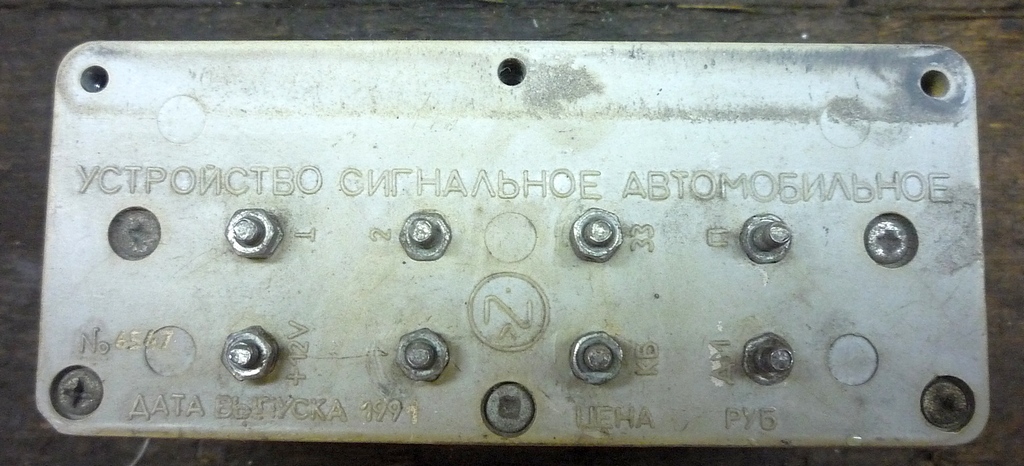 УСТРОЙСТВО СИГНАЛЬНОЕ АВТОМОБИЛЬНОЕ
1 2 33 П
№ +12V КБ
ДАТА ВЫПУСКА 1991 ЦЕНА РУБ